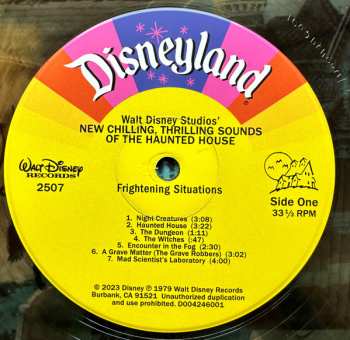 Disneyland
Walt Disney Studios'
NEW CHILLING, THRILLING SOUNDS
OF THE HAUNTED HOUSE
WALT DISNEY
RECORDS
2507
Frightening Situations
Side One
33 1/3 RPM
1. Night Creatures (3:08)
2. Haunted House (3:22)
3. The Dungeon (1:11)
4. The Witches (:47)
5. Encounter in the Fog (2:30)
6. A Grave Matter (The Grave Robbers) (3:02)
7. Mad Scientist's Laboratory (4:00)
© 2023 Disney Ⓟ 1979 Walt Disney Records
Burbank, CA 91521 Unauthorized duplication
and use prohibited. D004246001